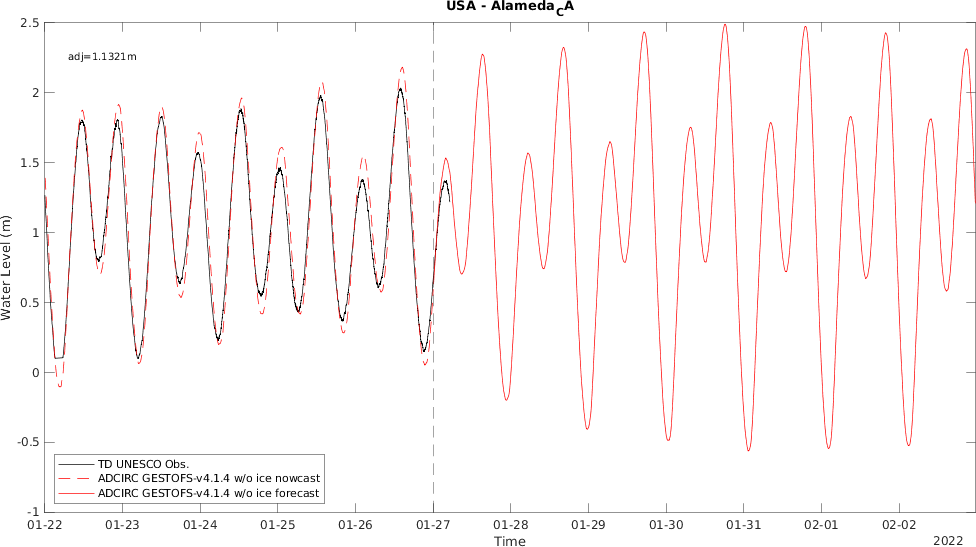 USA - Alameda_CA
adj=1.1321m
2.5
2
1.5
1
0.5
0
-0.5
-1
Water Level (m)
TD UNESCO Obs.
ADCIRC GESTOFS-v4.1.4 w/o ice nowcast
ADCIRC GESTOFS-v4.1.4 w/o ice forecast
01-22 01-23 01-24 01-25 01-26 01-27 01-28 01-29 01-30 01-31 02-01 02-02
Time
2022